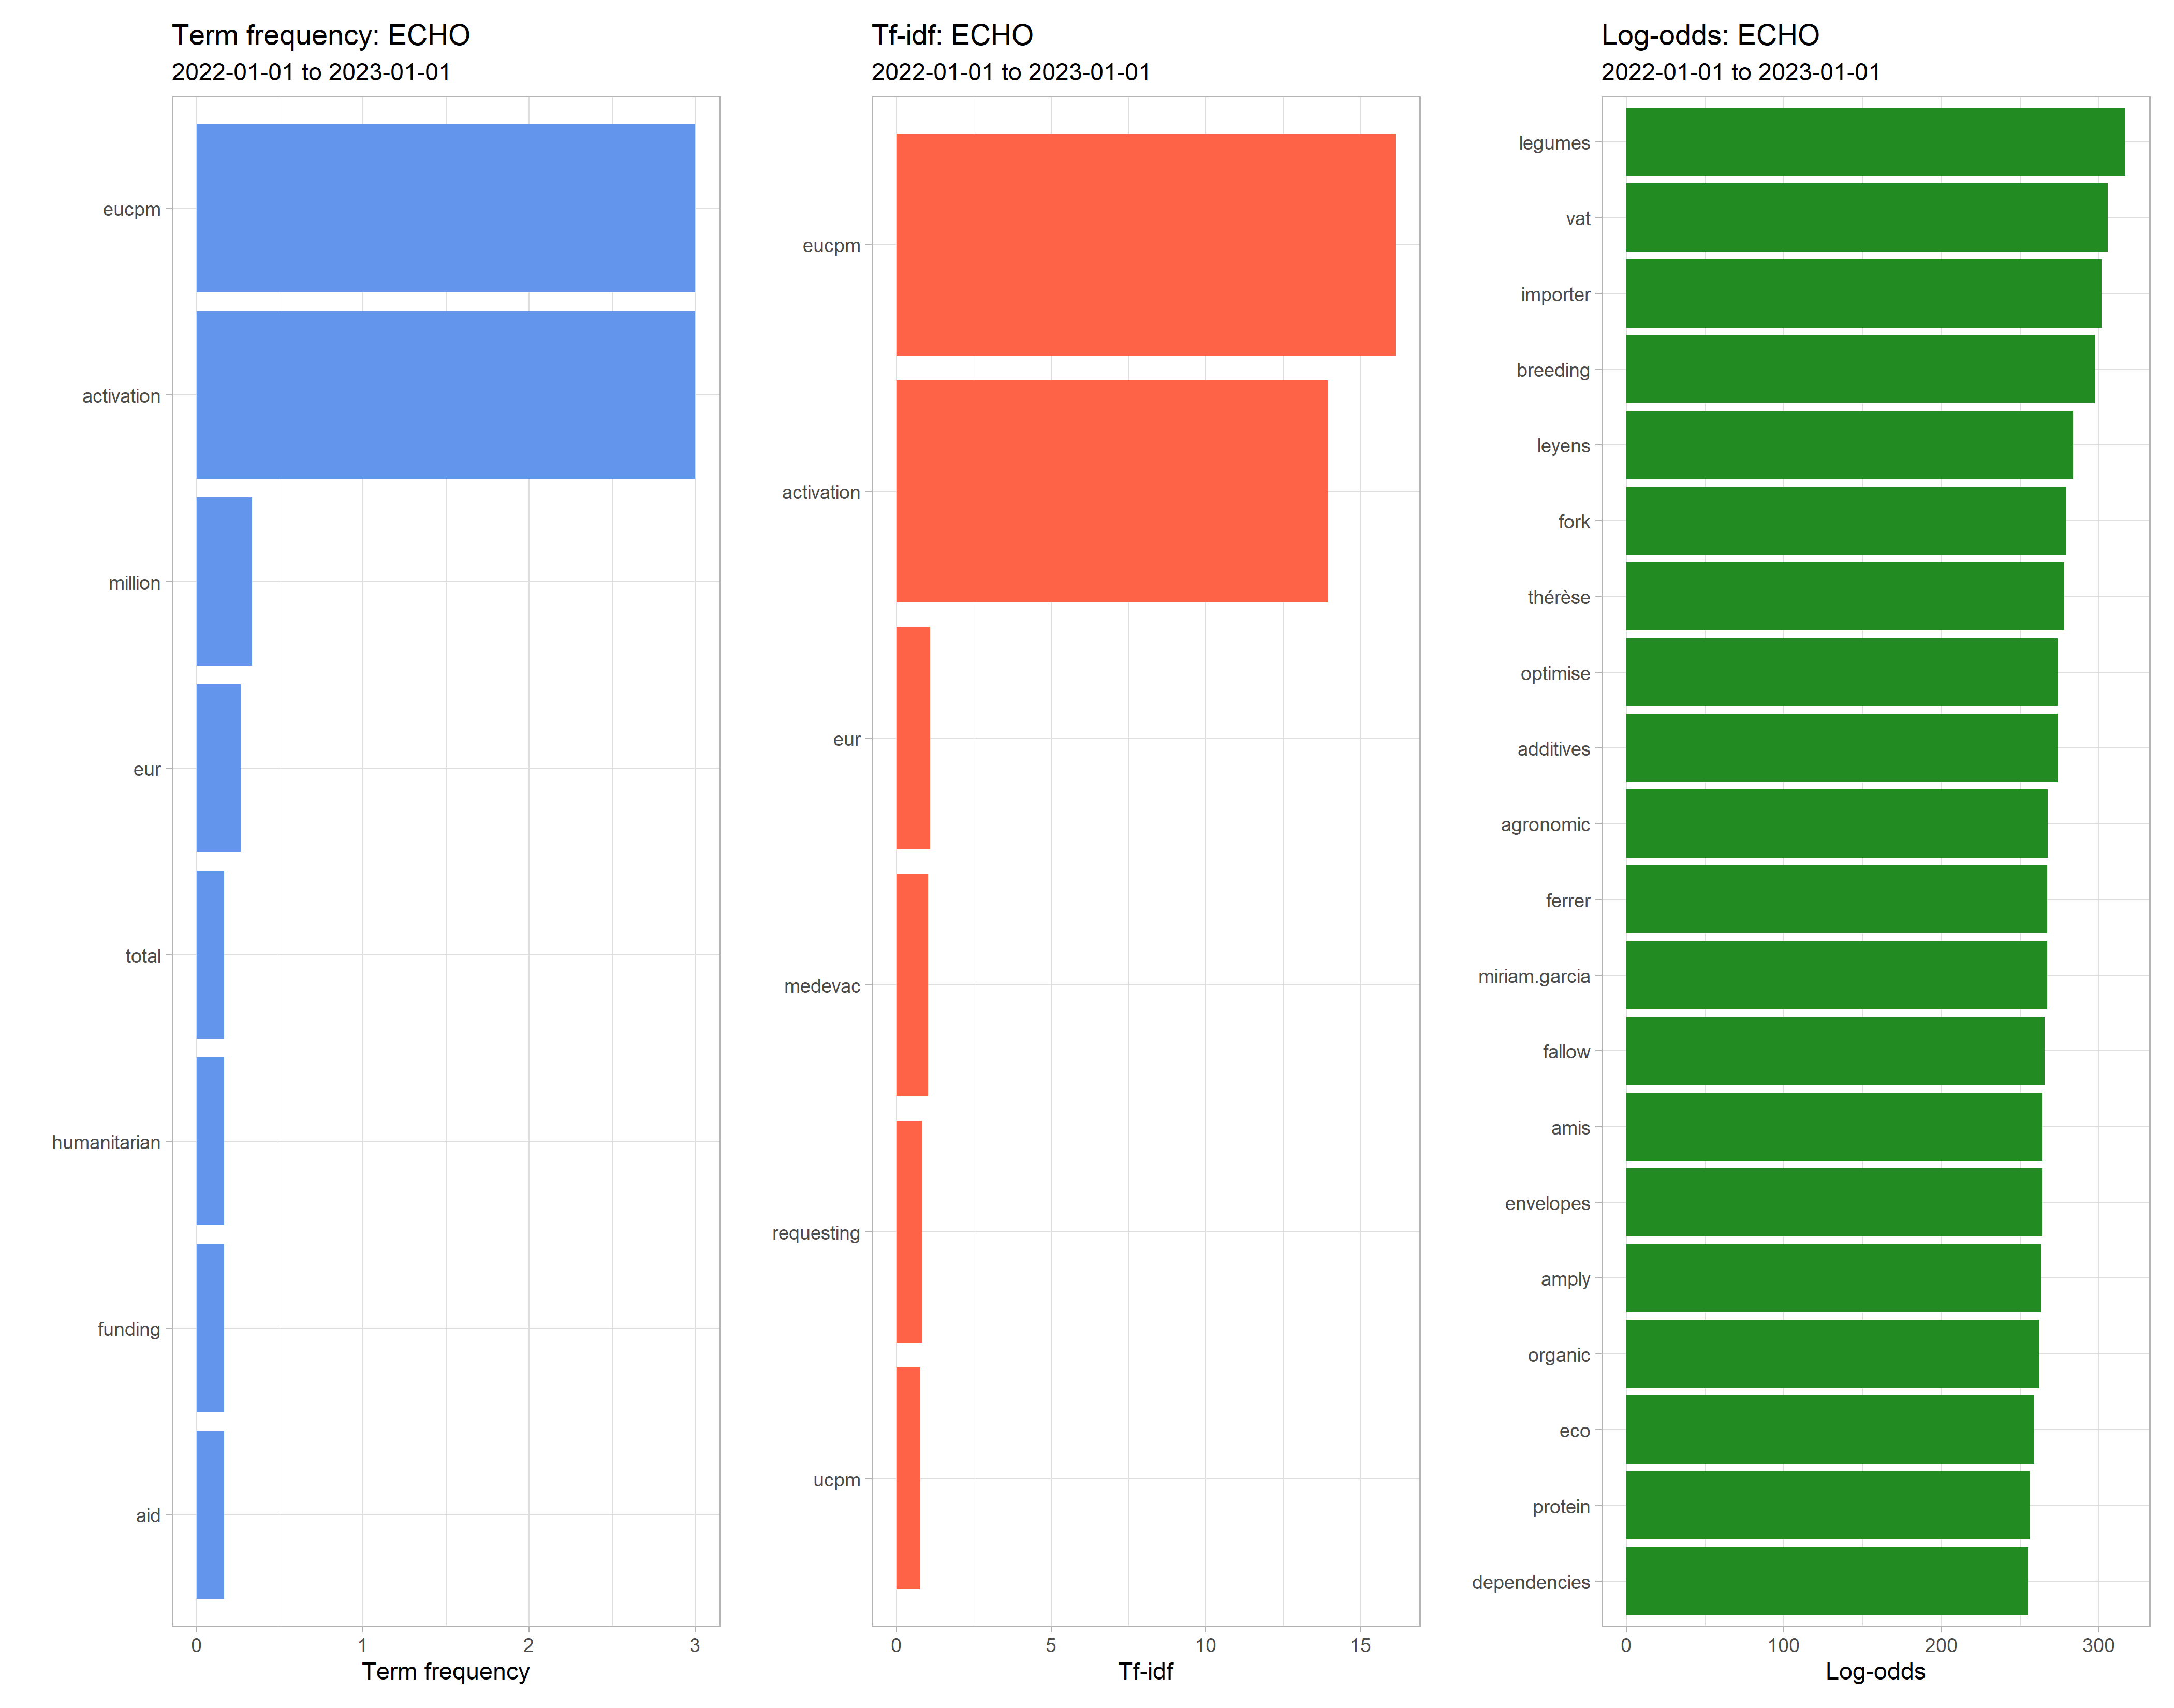 Term frequency: ECHO
2022-01-01 to 2023-01-01
eucpm
activation
million
eur
total
humanitarian
funding
aid
0 1 2 3
Term frequency
Tf-idf: ECHO
2022-01-01 to 2023-01-01
eucpm
activation
eur
medevac
requesting
ucpm
0 5 10 15
Tf-idf
Log-odds: ECHO
2022-01-01 to 2023-01-01
legumes
vat
importer
breeding
leyens
fork
thérèse
optimise
additives
agronomic
ferrer
miriam.garcia
fallow
amis
envelopes
amply
organic
eco
protein
dependencies
0 100 200 300
Log-odds